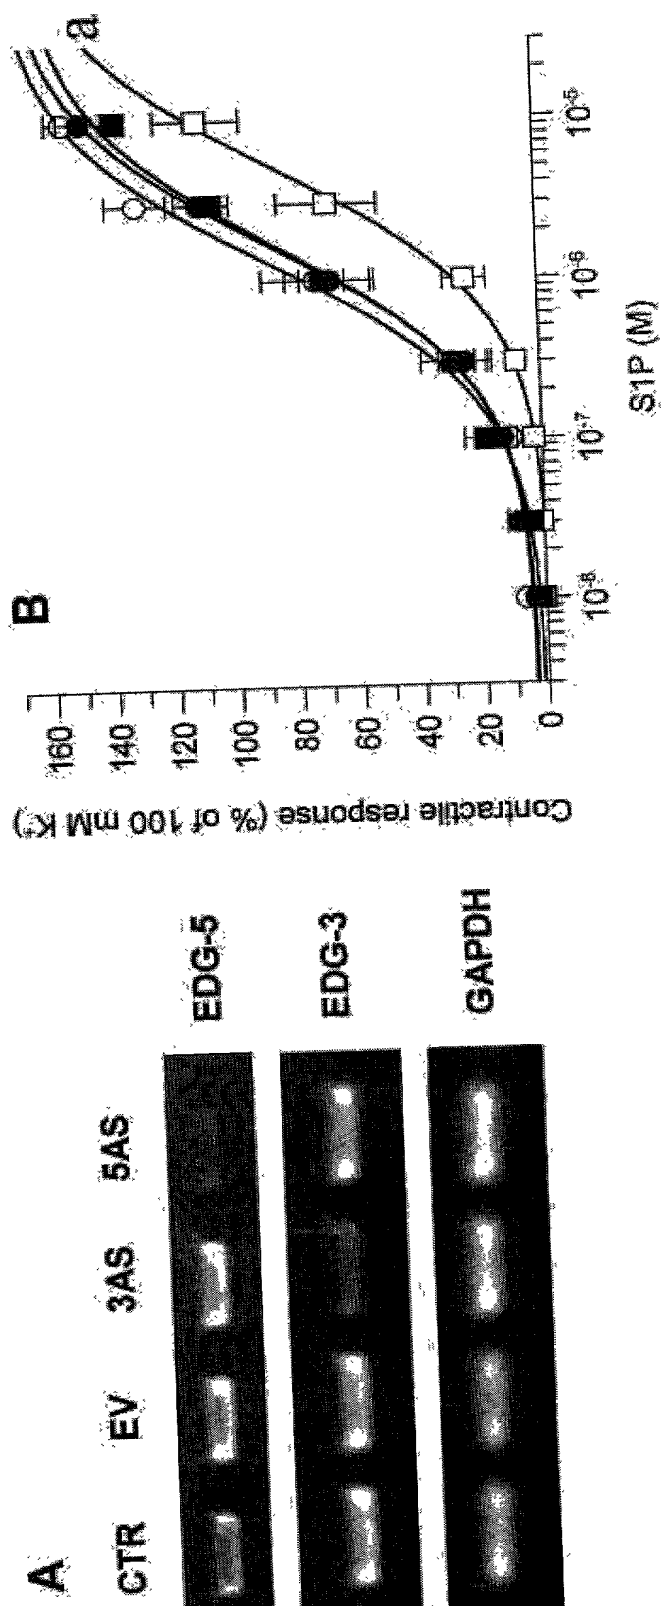 A
CTR EV 3AS 5AS
EDG-5
EDG-3
GAPDH
B
Contractile response (% of 100 mM K⁺)
160
140
120
100
80
60
40
20
0
10⁻⁸ 10⁻⁷ 10⁻⁶ 10⁻⁵
S1P (M)
a